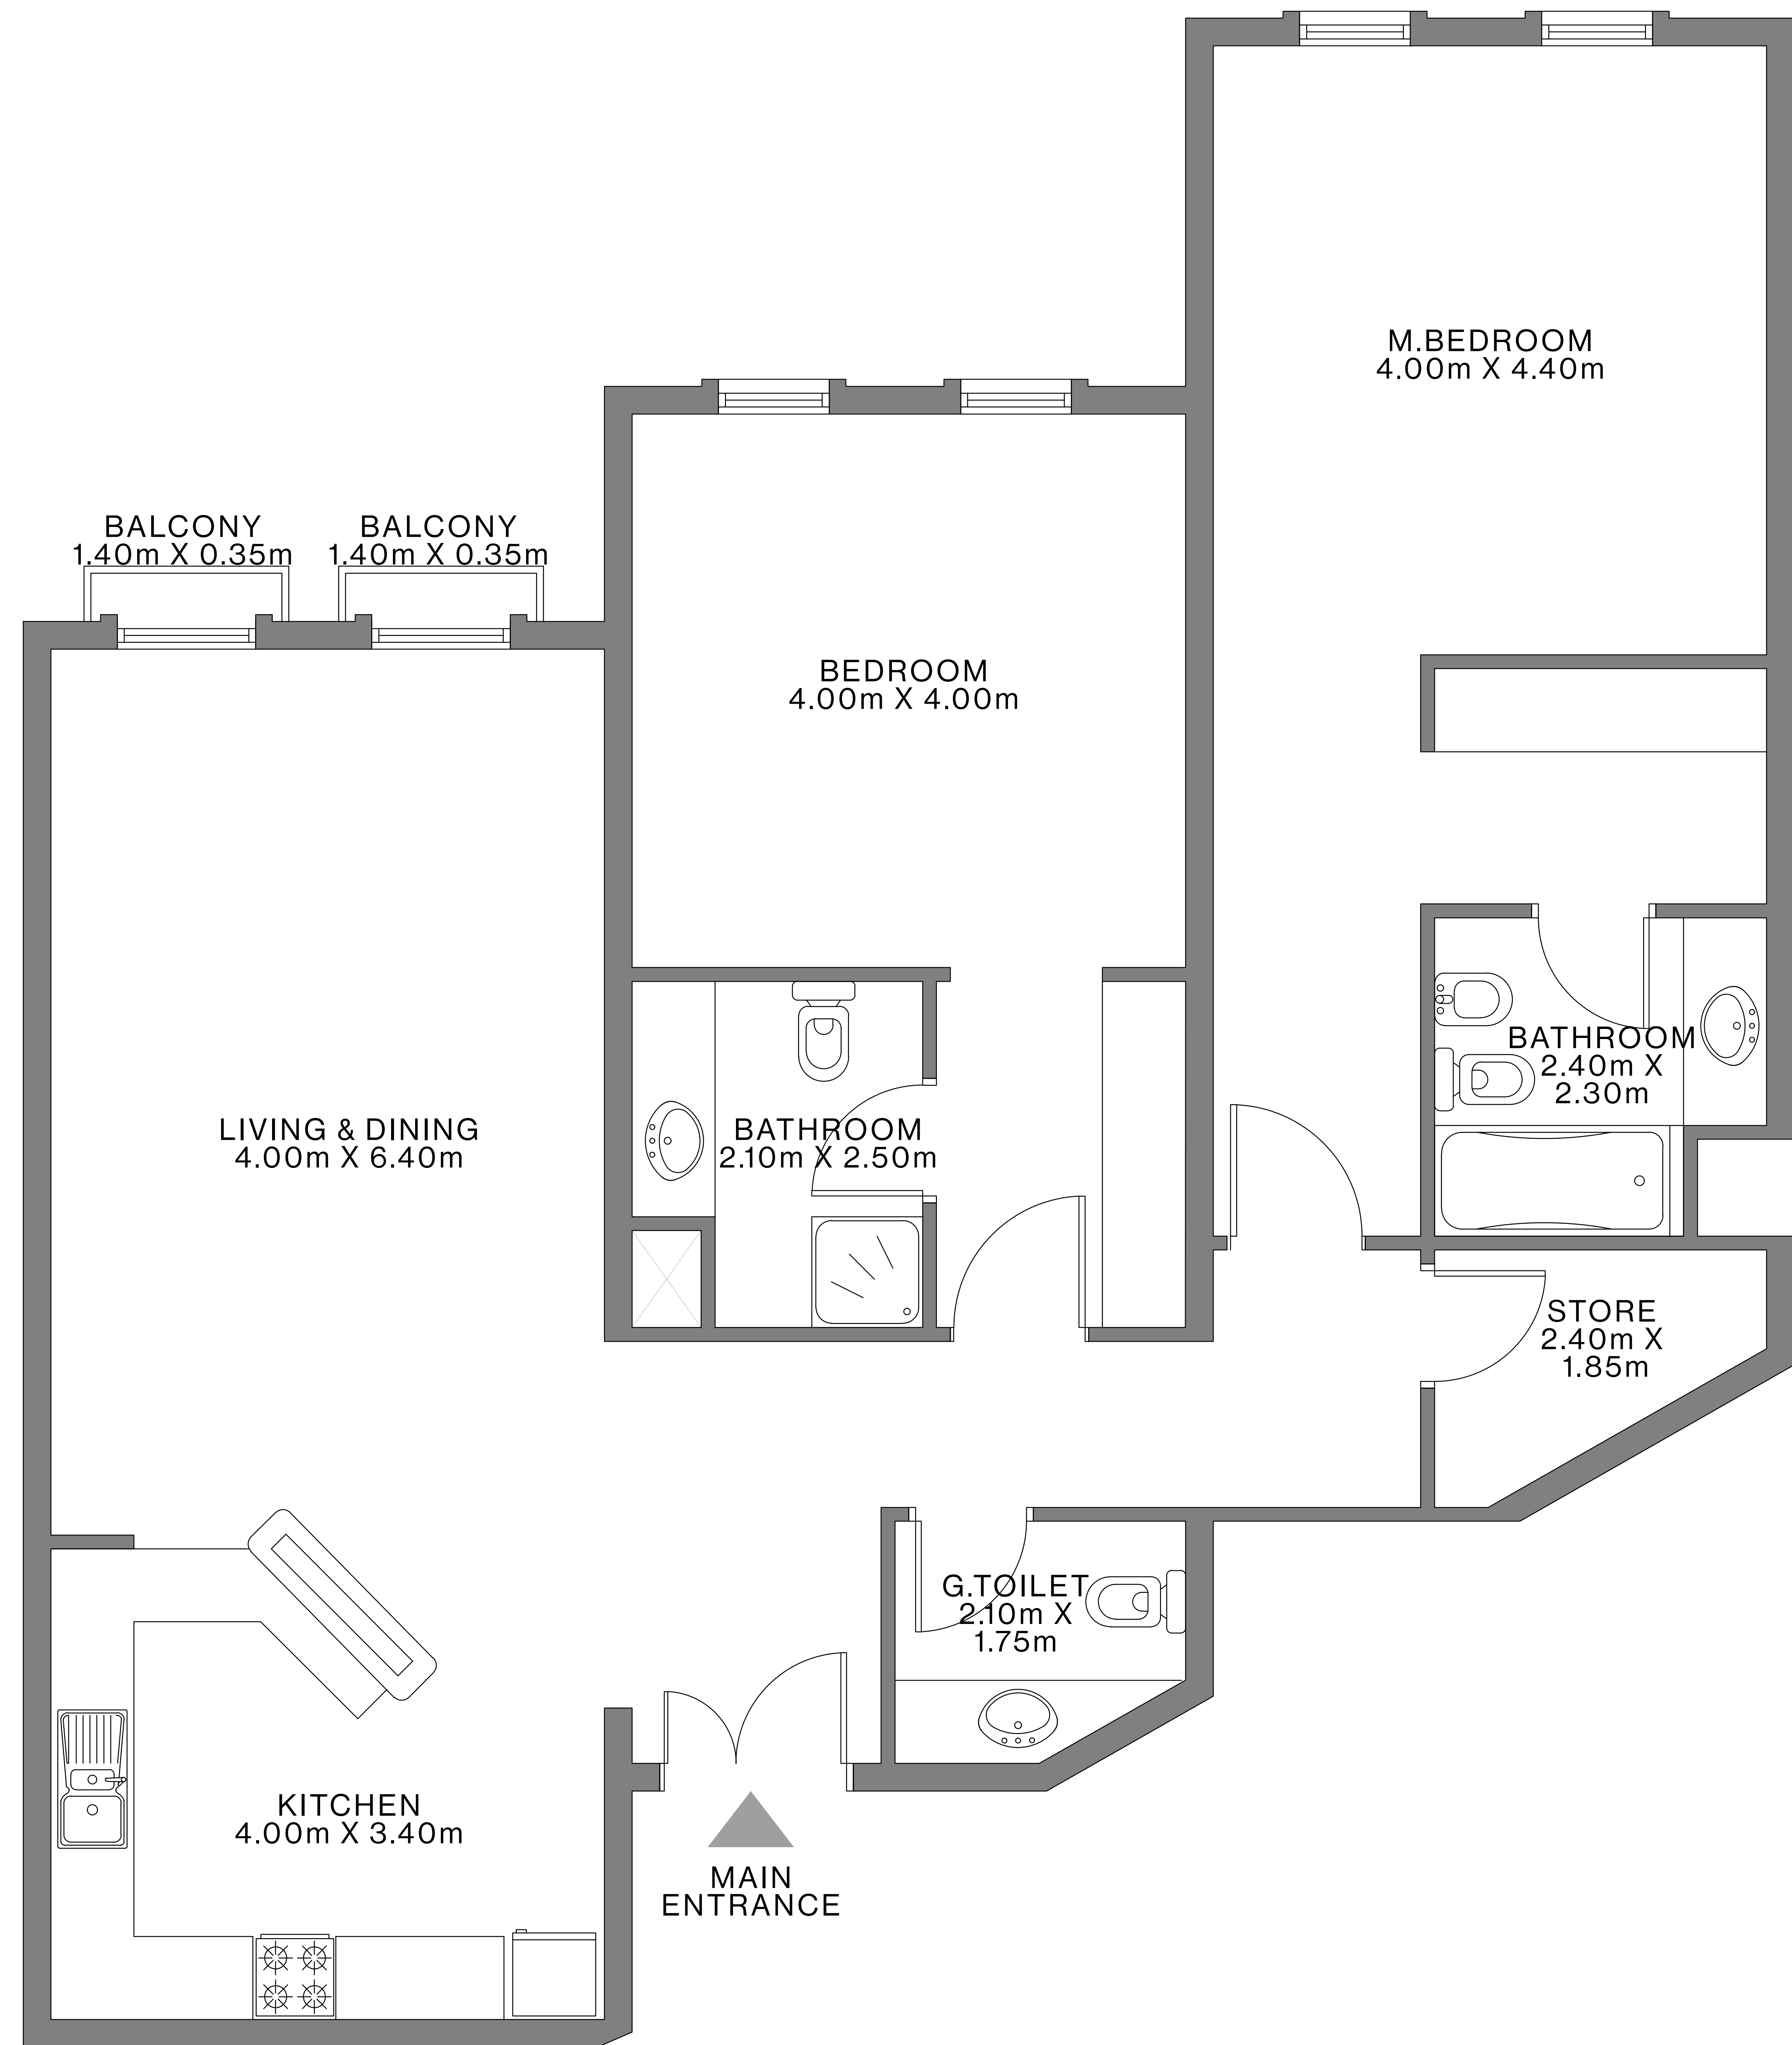 M.BEDROOM
4.00m X 4.40m
BALCONY
1.40m X 0.35m
BALCONY
1.40m X 0.35m
BEDROOM
4.00m X 4.00m
BATHROOM
2.40m X
2.30m
LIVING & DINING
4.00m X 6.40m
BATHROOM
2.10m X 2.50m
STORE
2.40m X
1.85m
G.TOILET
2.10m X
1.75m
KITCHEN
4.00m X 3.40m
MAIN
ENTRANCE